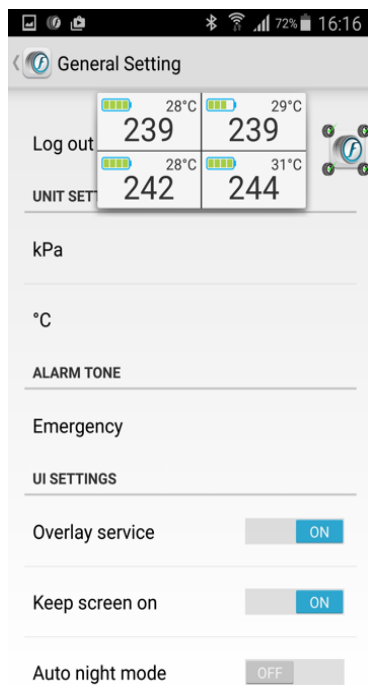 72% 16:16
General Setting
28°C 29°C
239 239
Log out
28°C 31°C
242 244
UNIT SETT
kPa
°C
ALARM TONE
Emergency
UI SETTINGS
Overlay service ON
Keep screen on ON
Auto night mode OFF